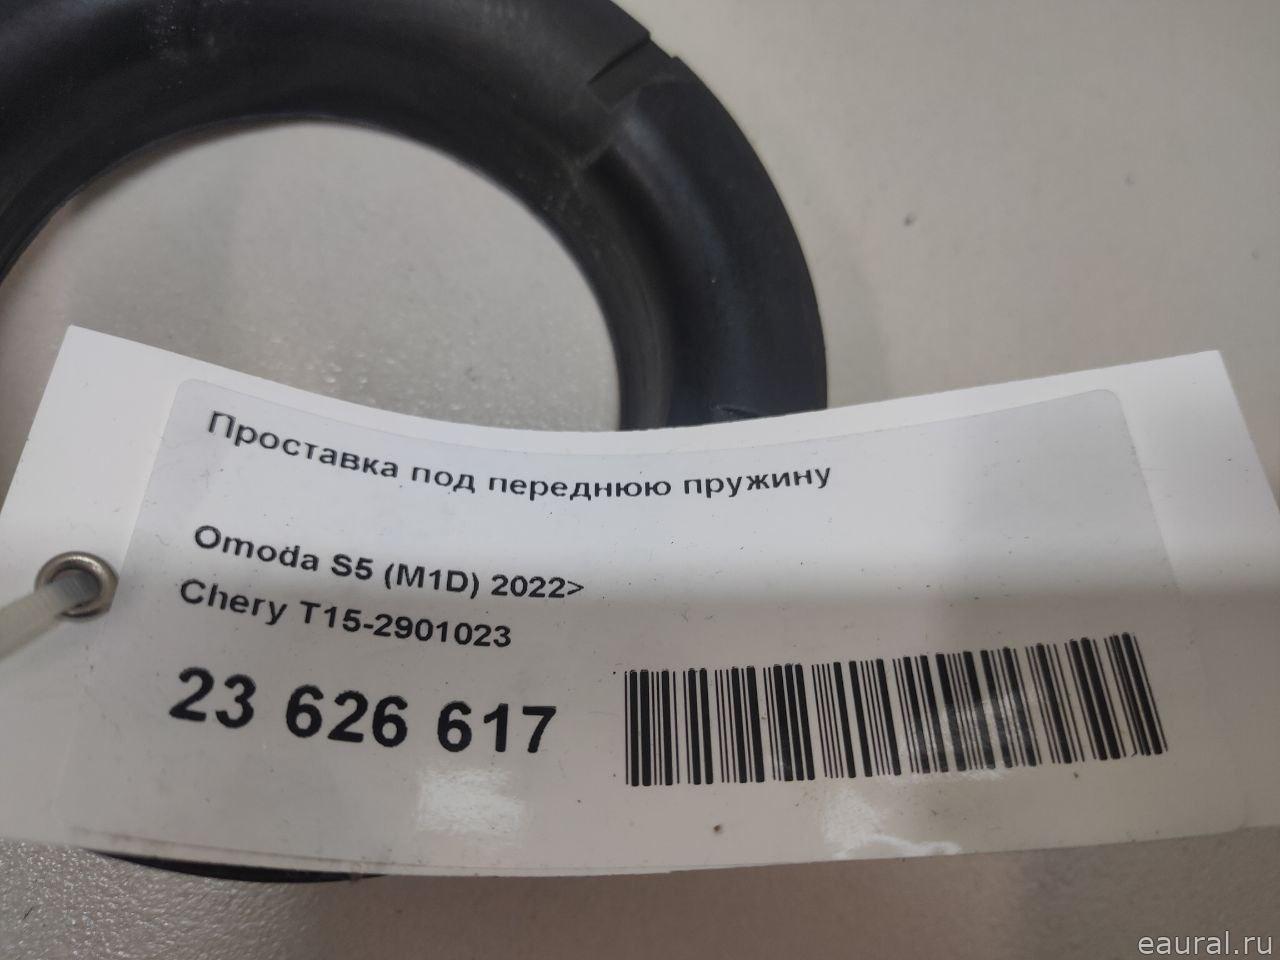 Проставка под переднюю пружину
Omoda S5 (M1D) 2022>
Chery T15-2901023
23 626 617
eaural.ru